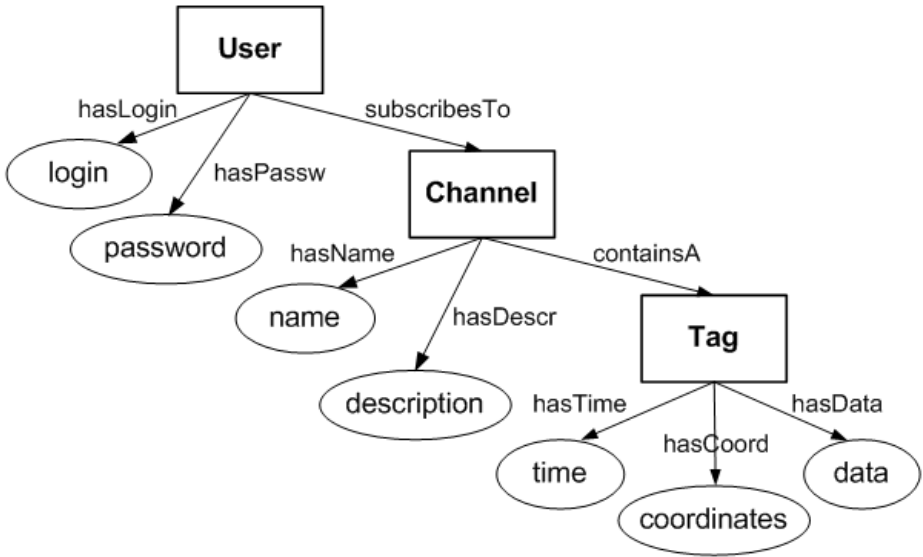 User
hasLogin
subscribesTo
login
hasPassw
Channel
password
hasName
containsA
name
hasDescr
Tag
description
hasTime
hasData
hasCoord
time
data
coordinates